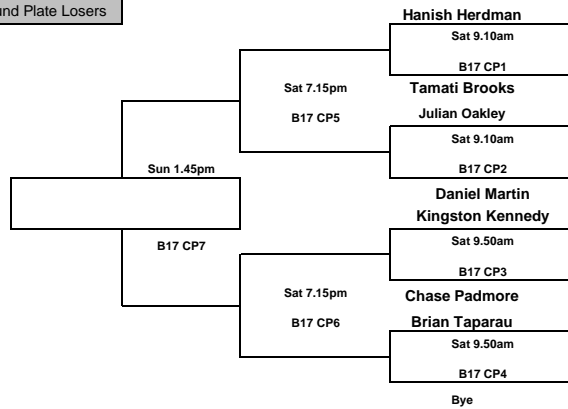 und Plate Losers
Hanish Herdman
Sat 9.10am
B17 CP1
Sat 7.15pm
Tamati Brooks
B17 CP5
Julian Oakley
Sat 9.10am
Sun 1.45pm
B17 CP2
Daniel Martin
Kingston Kennedy
B17 CP7
Sat 9.50am
B17 CP3
Sat 7.15pm
Chase Padmore
B17 CP6
Brian Taparau
Sat 9.50am
B17 CP4
Bye